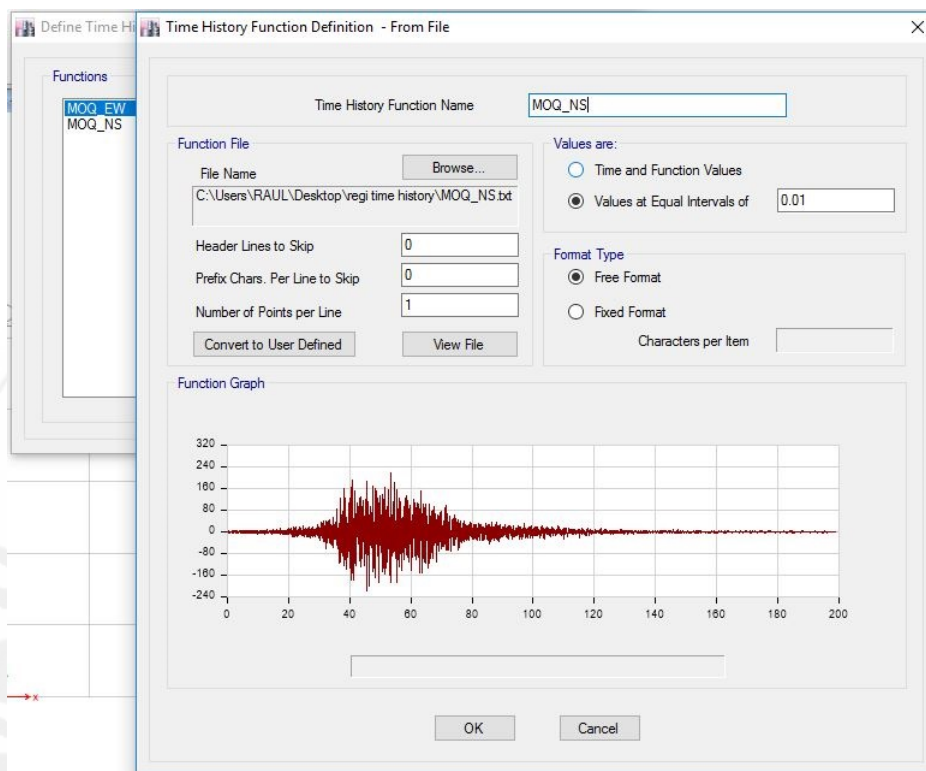 Define Time Hi
Time History Function Definition - From File
Functions
MOQ_EW
MOQ_NS
Time History Function Name
MOQ_NS
Function File
File Name
Browse...
C:\Users\RAUL\Desktop\regi time history\MOQ_NS.txt
Header Lines to Skip
0
Prefix Chars. Per Line to Skip
0
Number of Points per Line
1
Convert to User Defined
View File
Values are:
Time and Function Values
Values at Equal Intervals of
0.01
Format Type
Free Format
Fixed Format
Characters per Item
Function Graph
320
240
160
80
0
-80
-160
-240
0 20 40 60 80 100 120 140 160 180 200
x
OK
Cancel